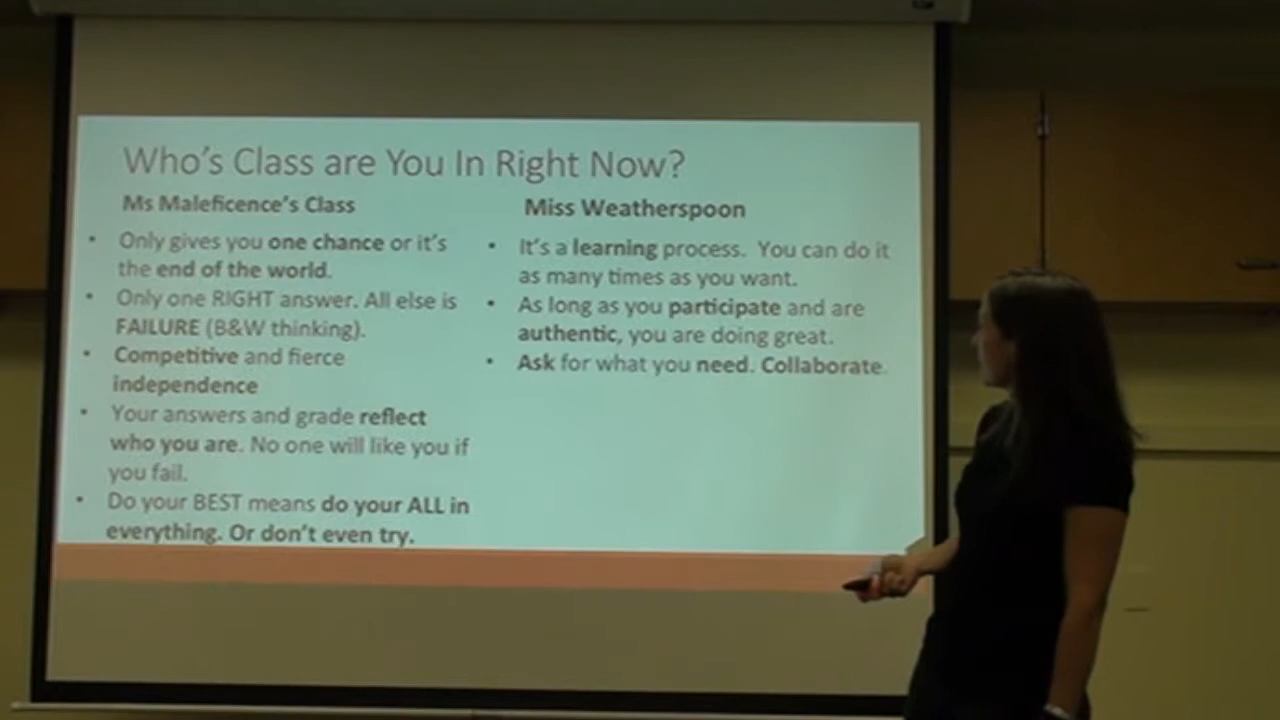 Who's Class are You In Right Now?
Ms Maleficence's Class
• Only gives you one chance or it's
the end of the world.
• Only one RIGHT answer. All else is
FAILURE (B&W thinking).
• Competitive and fierce
independence
• Your answers and grade reflect
who you are. No one will like you if
you fail.
• Do your BEST means do your ALL in
everything. Or don't even try.
Miss Weatherspoon
• It's a learning process. You can do it
as many times as you want.
• As long as you participate and are
authentic, you are doing great.
• Ask for what you need. Collaborate.